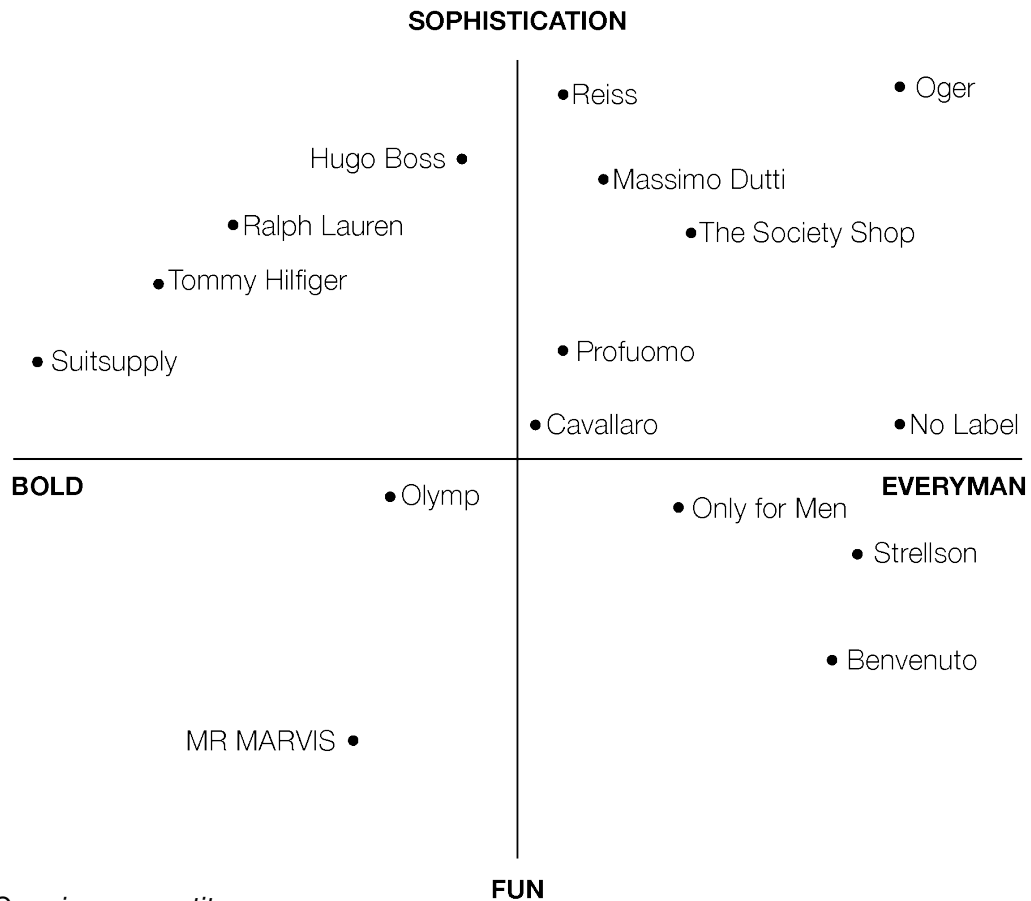 SOPHISTICATION
Reiss
Oger
Hugo Boss
Massimo Dutti
Ralph Lauren
The Society Shop
Tommy Hilfiger
Suitsupply
Profuomo
Cavallaro
No Label
BOLD
EVERYMAN
Olymp
Only for Men
Strellson
Benvenuto
MR MARVIS
FUN